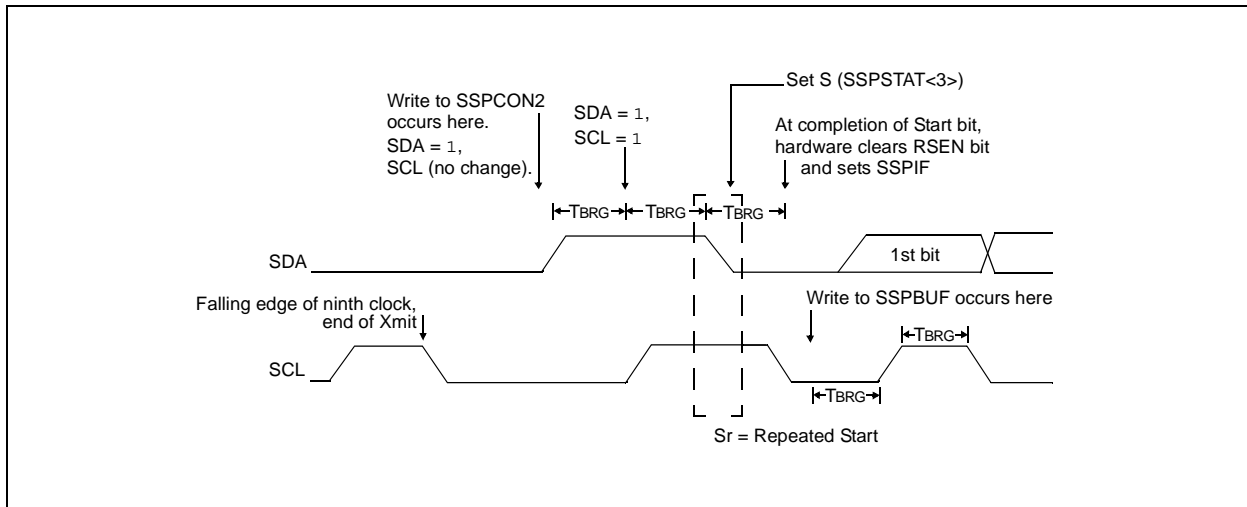 Set S (SSPSTAT<3>)
Write to SSPCON2
occurs here.
SDA = 1,
SCL (no change).
SDA = 1,
SCL = 1
At completion of Start bit,
hardware clears RSEN bit
and sets SSPIF
TBRG
TBRG
TBRG
SDA
1st bit
Falling edge of ninth clock,
end of Xmit
Write to SSPBUF occurs here
TBRG
SCL
TBRG
Sr = Repeated Start